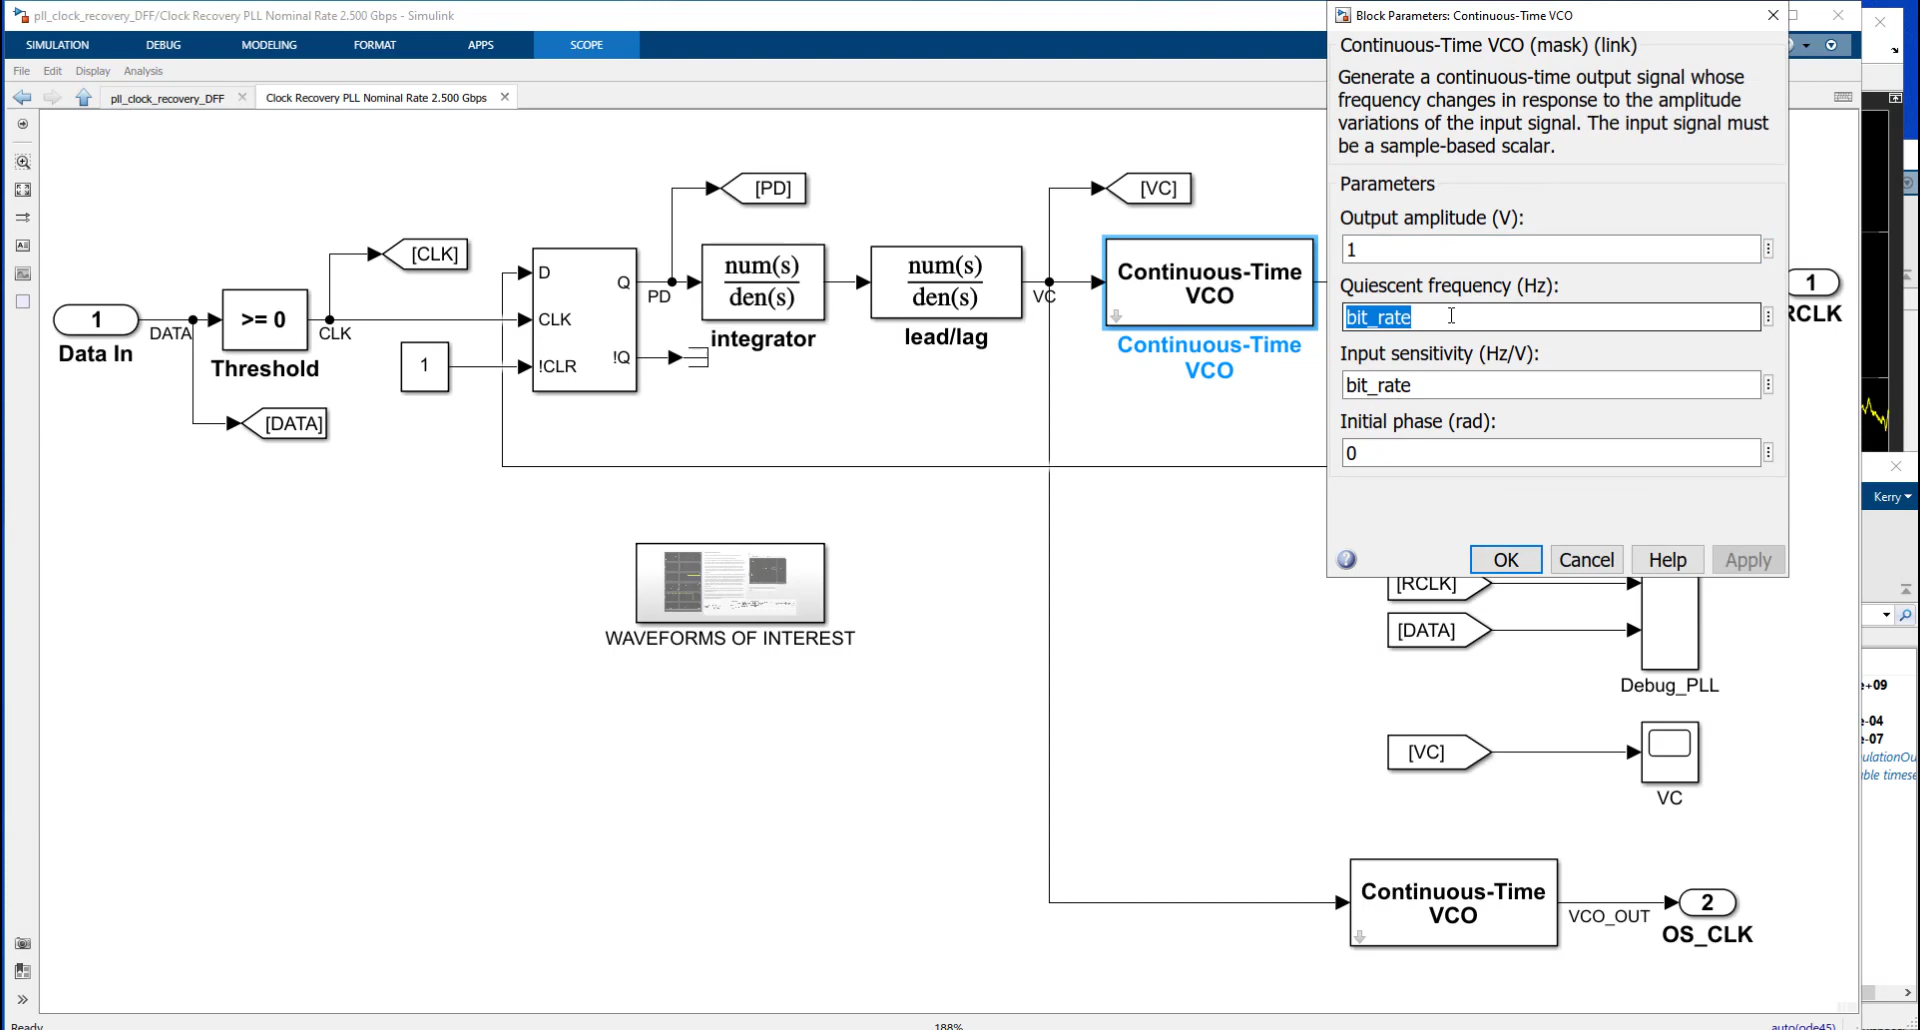 pll_clock_recovery_DFF/Clock Recovery PLL Nominal Rate 2.500 Gbps - Simulink
SIMULATION DEBUG MODELING FORMAT APPS SCOPE
File Edit Display Analysis
pll_clock_recovery_DFF Clock Recovery PLL Nominal Rate 2.500 Gbps
[PD]
[VC]
[CLK]
1
DATA
Data In
>= 0
CLK
Threshold
[DATA]
1
D
CLK
!CLR
Q
!Q
PD
num(s)
den(s)
integrator
num(s)
den(s)
lead/lag
VC
Continuous-Time
VCO
Continuous-Time
VCO
1
RCLK
WAVEFORMS OF INTEREST
[RCLK]
[DATA]
Debug_PLL
[VC]
VC
Continuous-Time
VCO
VCO_OUT
2
OS_CLK
Block Parameters: Continuous-Time VCO
Continuous-Time VCO (mask) (link)
Generate a continuous-time output signal whose
frequency changes in response to the amplitude
variations of the input signal. The input signal must
be a sample-based scalar.
Parameters
Output amplitude (V):
1
Quiescent frequency (Hz):
bit_rate
Input sensitivity (Hz/V):
bit_rate
Initial phase (rad):
0
OK Cancel Help Apply
Kerry
e+09
e-04
e-07
ulationOu
ble timese
Ready
188%
auto(ode45)